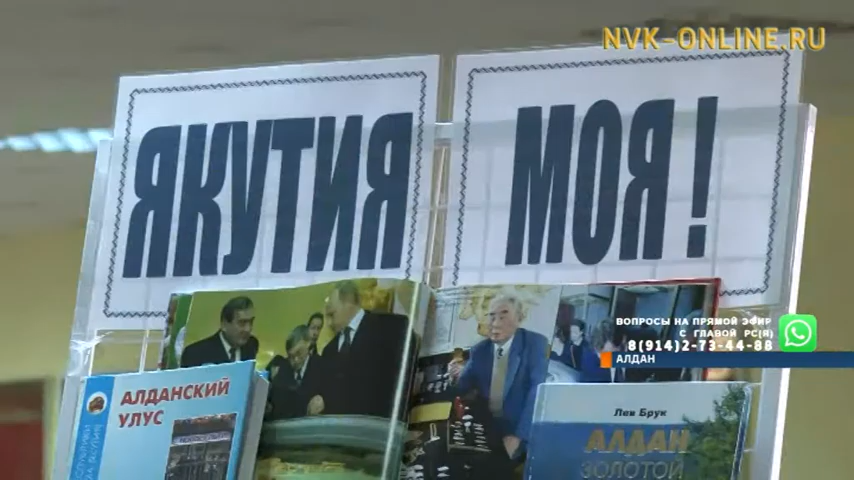 NVK-ONLINE.RU
ЯКУТИЯ
МОЯ!
ВОПРОСЫ НА ПРЯМОЙ ЭФИР
С ГЛАВОЙ РС(Я)
8(914)2-73-44-88
АЛДАН
АЛДАНСКИЙ
УЛУС
Лев Брук
АЛДАН
ЗОЛОТОЙ